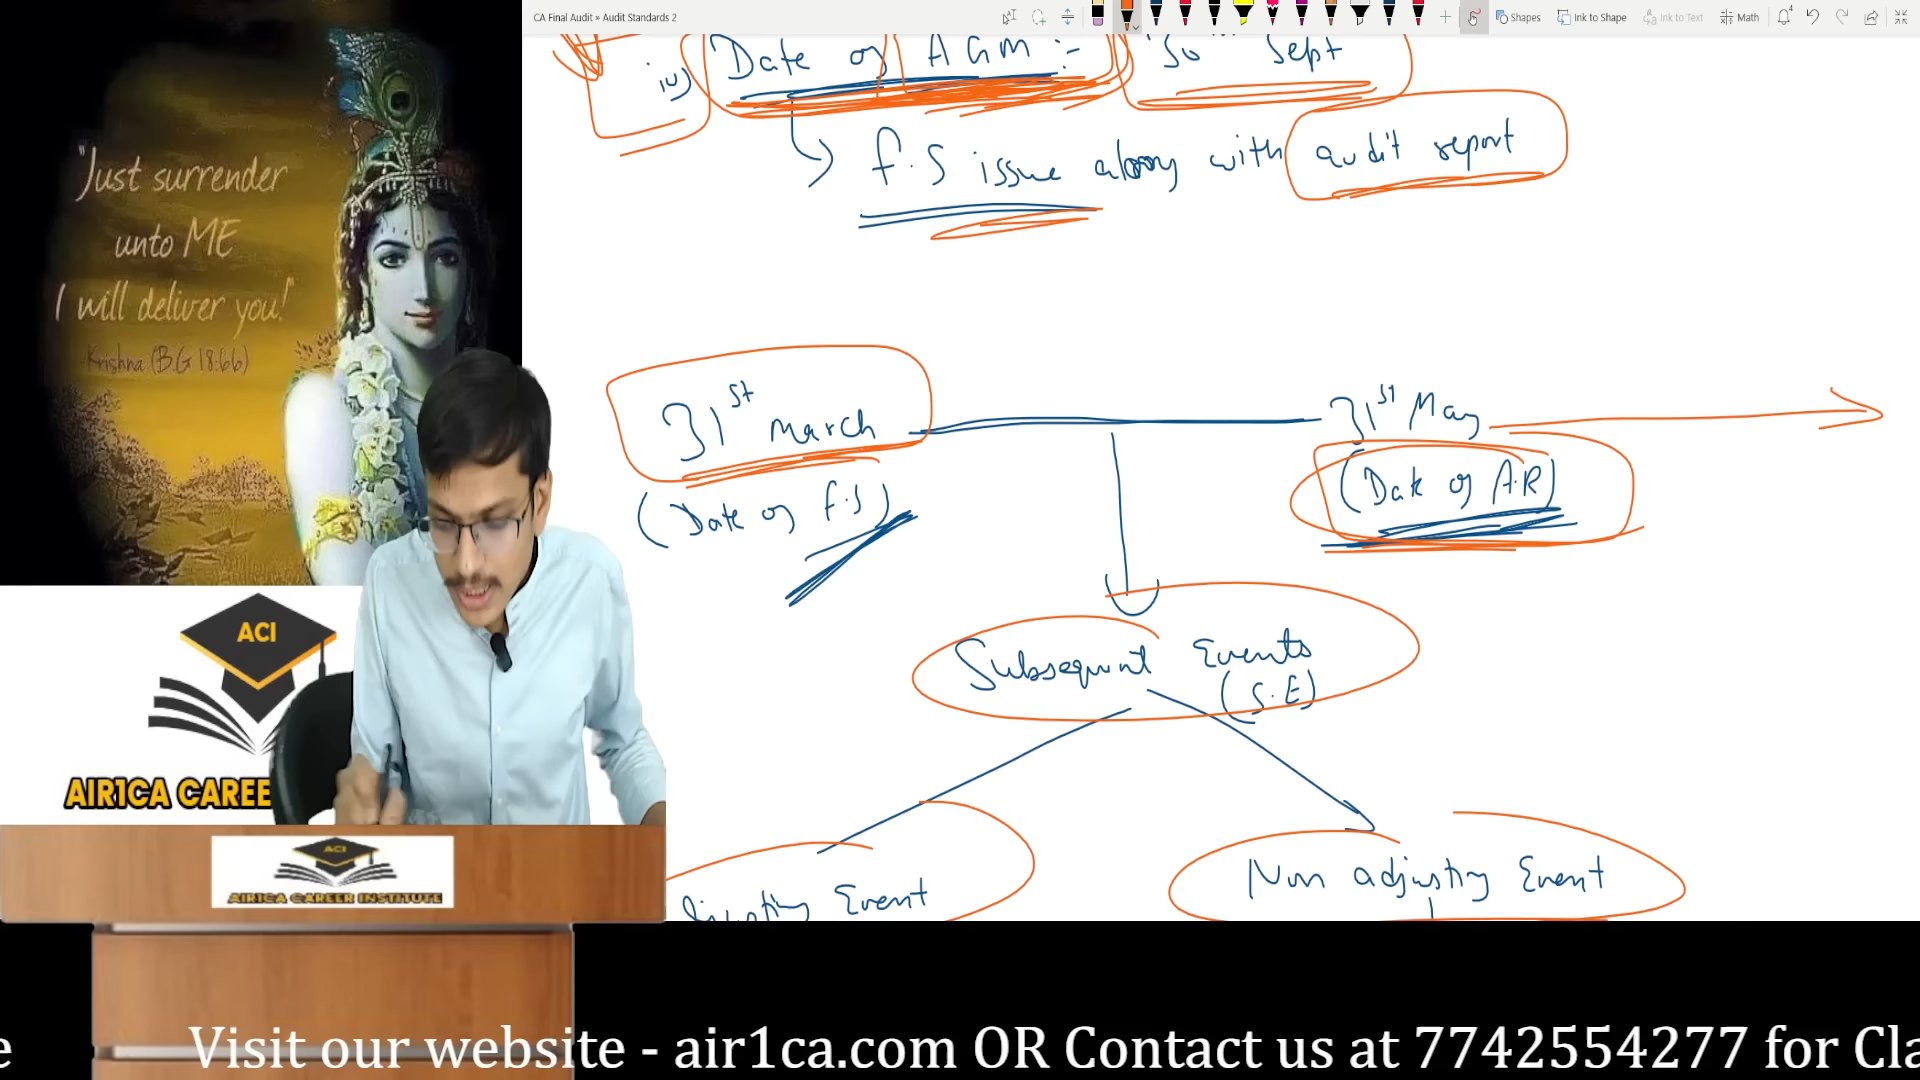 CA Final Audit » Audit Standards 2
Shapes
Ink to Shape
Ink to Text
Math
iv) Date of AGM :- 30th Sept
F.S issue along with audit report
"Just surrender
unto ME
I will deliver you!"
Krishna (B.G 18:66)
31st March
31st May
(Date of F.S)
(Date of A.R)
Subsequent Events
(S.E)
Event
Non adjusting Event
ACI
AIR1CA CAREE
ACI
AIR1CA CAREER INSTITUTE
e Visit our website - air1ca.com OR Contact us at 7742554277 for Cla